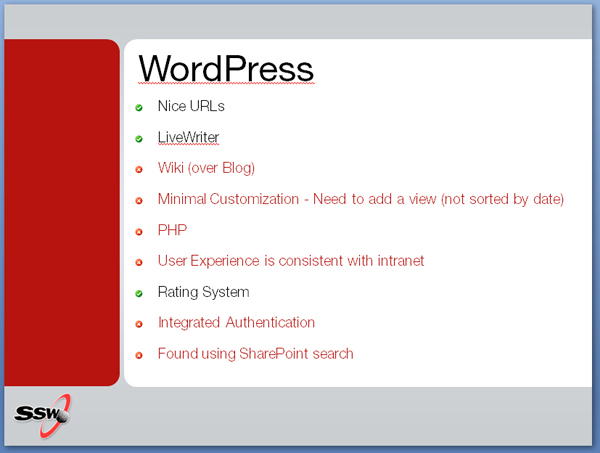 WordPress
Nice URLs
LiveWriter
Wiki (over Blog)
Minimal Customization - Need to add a view (not sorted by date)
PHP
User Experience is consistent with intranet
Rating System
Integrated Authentication
Found using SharePoint search
SSW